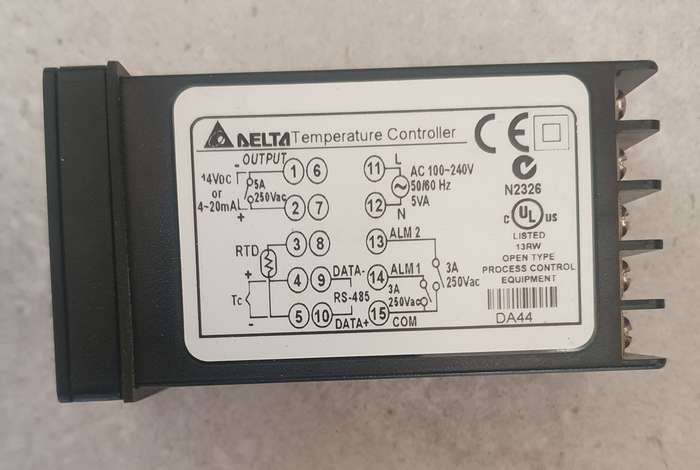 DELTA Temperature Controller
OUTPUT
- 1 6
14VDC
or
4~20mA
5A
250Vac
+ 2 7
RTD 3 8
+ 4 9 DATA-
Tc RS-485
- 5 10 DATA+
11 L
AC 100~240V
50/60 Hz
5VA
12 N
13 ALM 2
14 ALM 1
3A
250Vac
3A
250Vac
15 COM
CE
N2326
C UL US
LISTED
13RW
OPEN TYPE
PROCESS CONTROL
EQUIPMENT
DA44